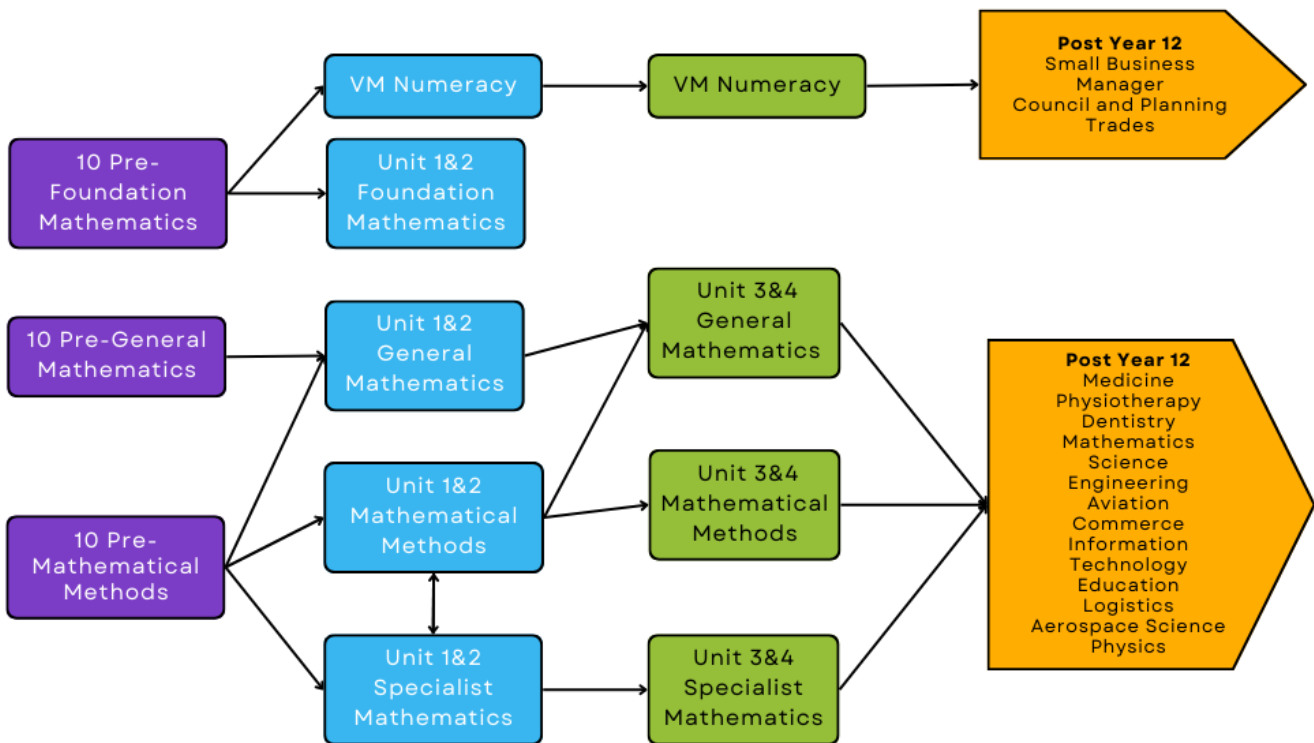 VM Numeracy
VM Numeracy
Post Year 12
Small Business
Manager
Council and Planning
Trades
10 Pre-
Foundation
Mathematics
Unit 1&2
Foundation
Mathematics
10 Pre-General
Mathematics
Unit 1&2
General
Mathematics
Unit 3&4
General
Mathematics
10 Pre-
Mathematical
Methods
Unit 1&2
Mathematical
Methods
Unit 3&4
Mathematical
Methods
Unit 1&2
Specialist
Mathematics
Unit 3&4
Specialist
Mathematics
Post Year 12
Medicine
Physiotherapy
Dentistry
Mathematics
Science
Engineering
Aviation
Commerce
Information
Technology
Education
Logistics
Aerospace Science
Physics